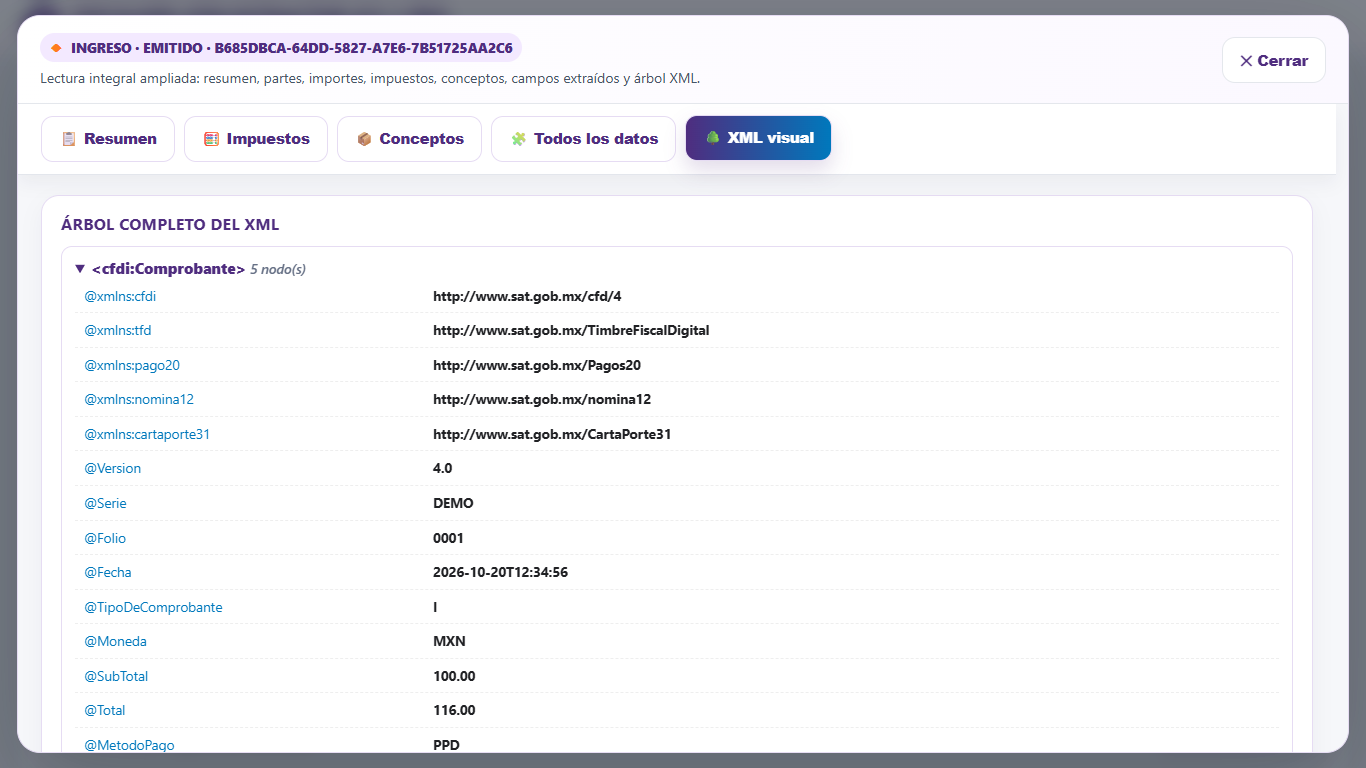 INGRESO · EMITIDO · B685DBCA-64DD-5827-A7E6-7B51725AA2C6
Lectura integral ampliada: resumen, partes, importes, impuestos, conceptos, campos extraídos y árbol XML.
× Cerrar
Resumen
Impuestos
Conceptos
Todos los datos
XML visual
ÁRBOL COMPLETO DEL XML
▼ <cfdi:Comprobante> 5 nodo(s)
@xmlns:cfdi http://www.sat.gob.mx/cfd/4
@xmlns:tfd http://www.sat.gob.mx/TimbreFiscalDigital
@xmlns:pago20 http://www.sat.gob.mx/Pagos20
@xmlns:nomina12 http://www.sat.gob.mx/nomina12
@xmlns:cartaporte31 http://www.sat.gob.mx/CartaPorte31
@Version 4.0
@Serie DEMO
@Folio 0001
@Fecha 2026-10-20T12:34:56
@TipoDeComprobante I
@Moneda MXN
@SubTotal 100.00
@Total 116.00
@MetodoPago PPD